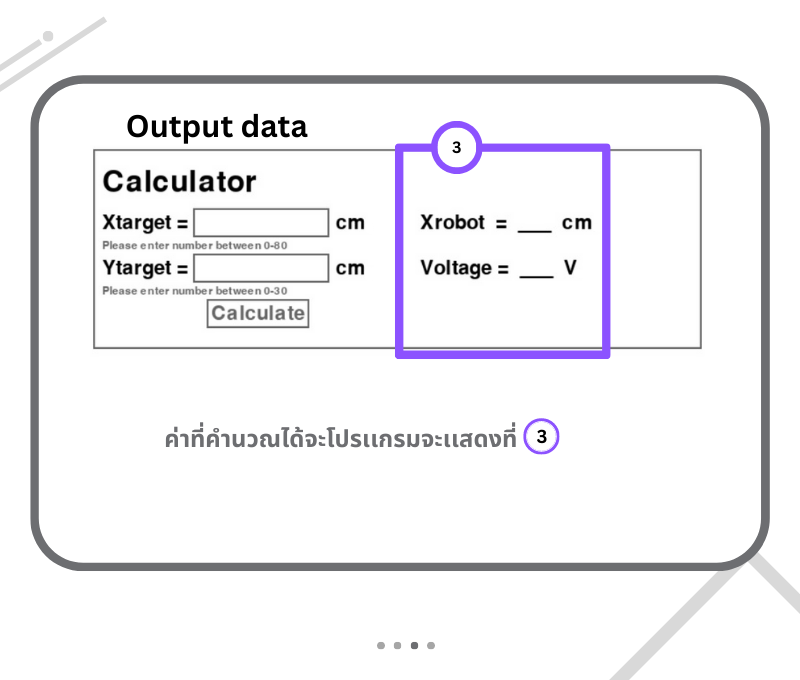 Output data
3
Calculator
Xtarget = cm
Please enter number between 0-80
Ytarget = cm
Please enter number between 0-30
Calculate
Xrobot = ___ cm
Voltage = ___ V
ค่าที่คำนวณได้จะโปรแกรมจะแสดงที่ 3